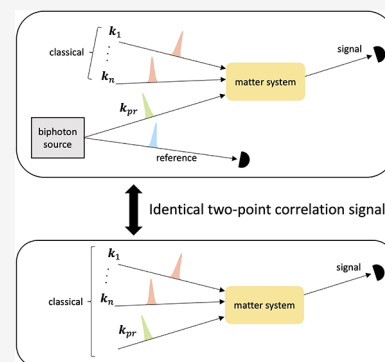 k₁
classical
⋮
kₙ
matter system
signal
kₚᵣ
biphoton
source
reference
Identical two-point correlation signal
k₁
signal
⋮
classical
kₙ
matter system
kₚᵣ